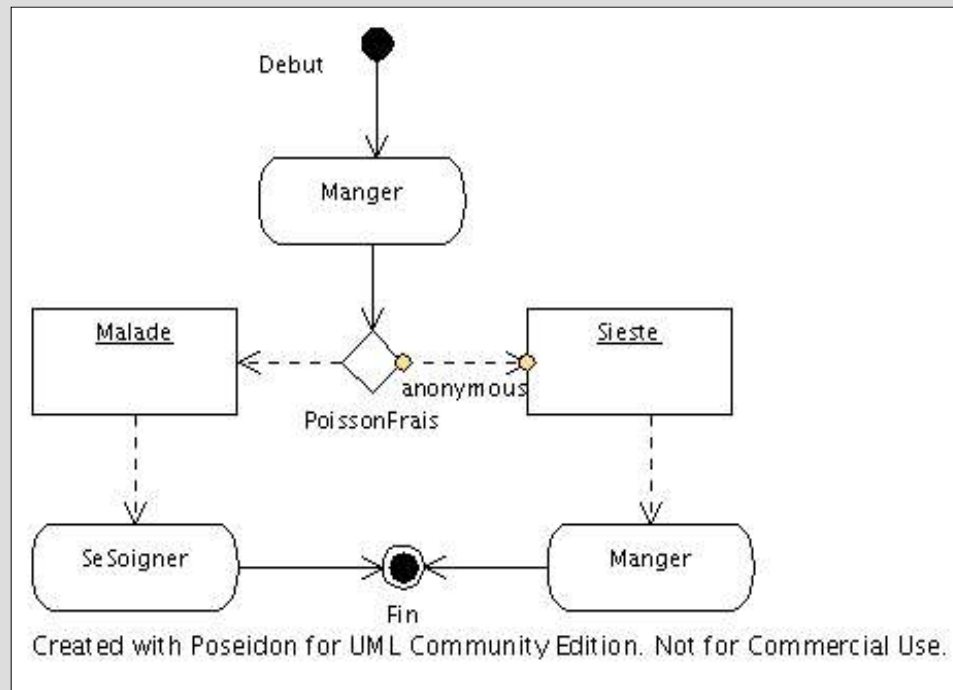 Debut
Manger
Malade
Sieste
anonymous
PoissonFrais
SeSoigner
Manger
Fin
Created with Poseidon for UML Community Edition. Not for Commercial Use.